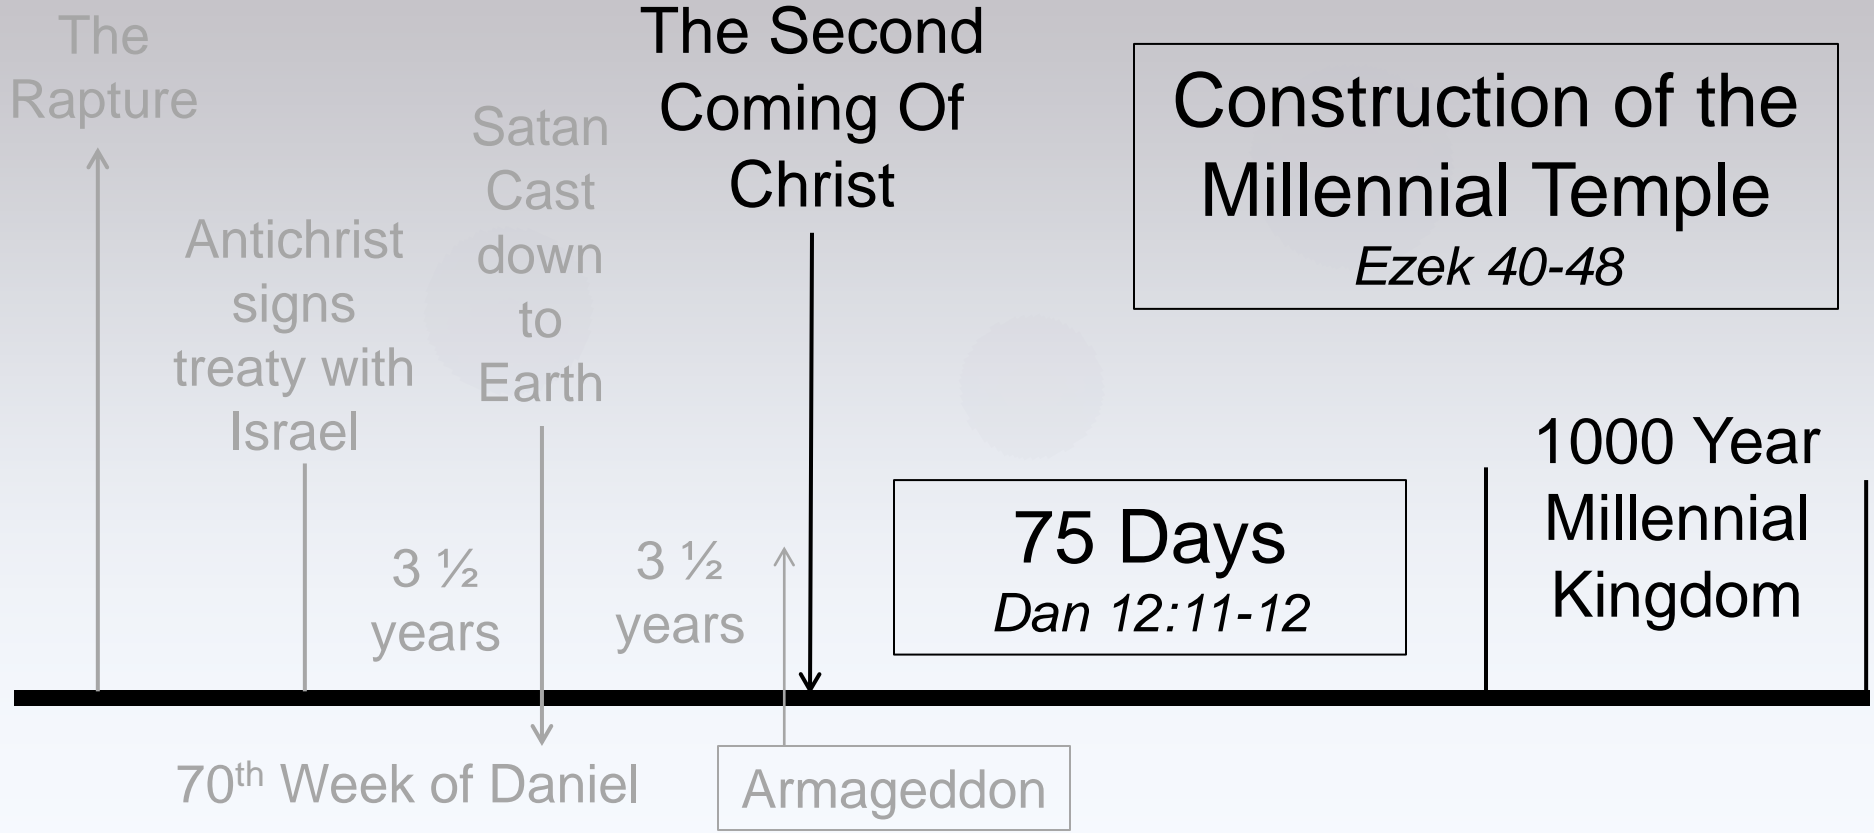 The
Rapture
Antichrist
signs
treaty with
Israel
3 ½
years
Satan
Cast
down
to
Earth
3 ½
years
The Second
Coming Of
Christ
Construction of the
Millennial Temple
Ezek 40-48
75 Days
Dan 12:11-12
1000 Year
Millennial
Kingdom
70th Week of Daniel
Armageddon